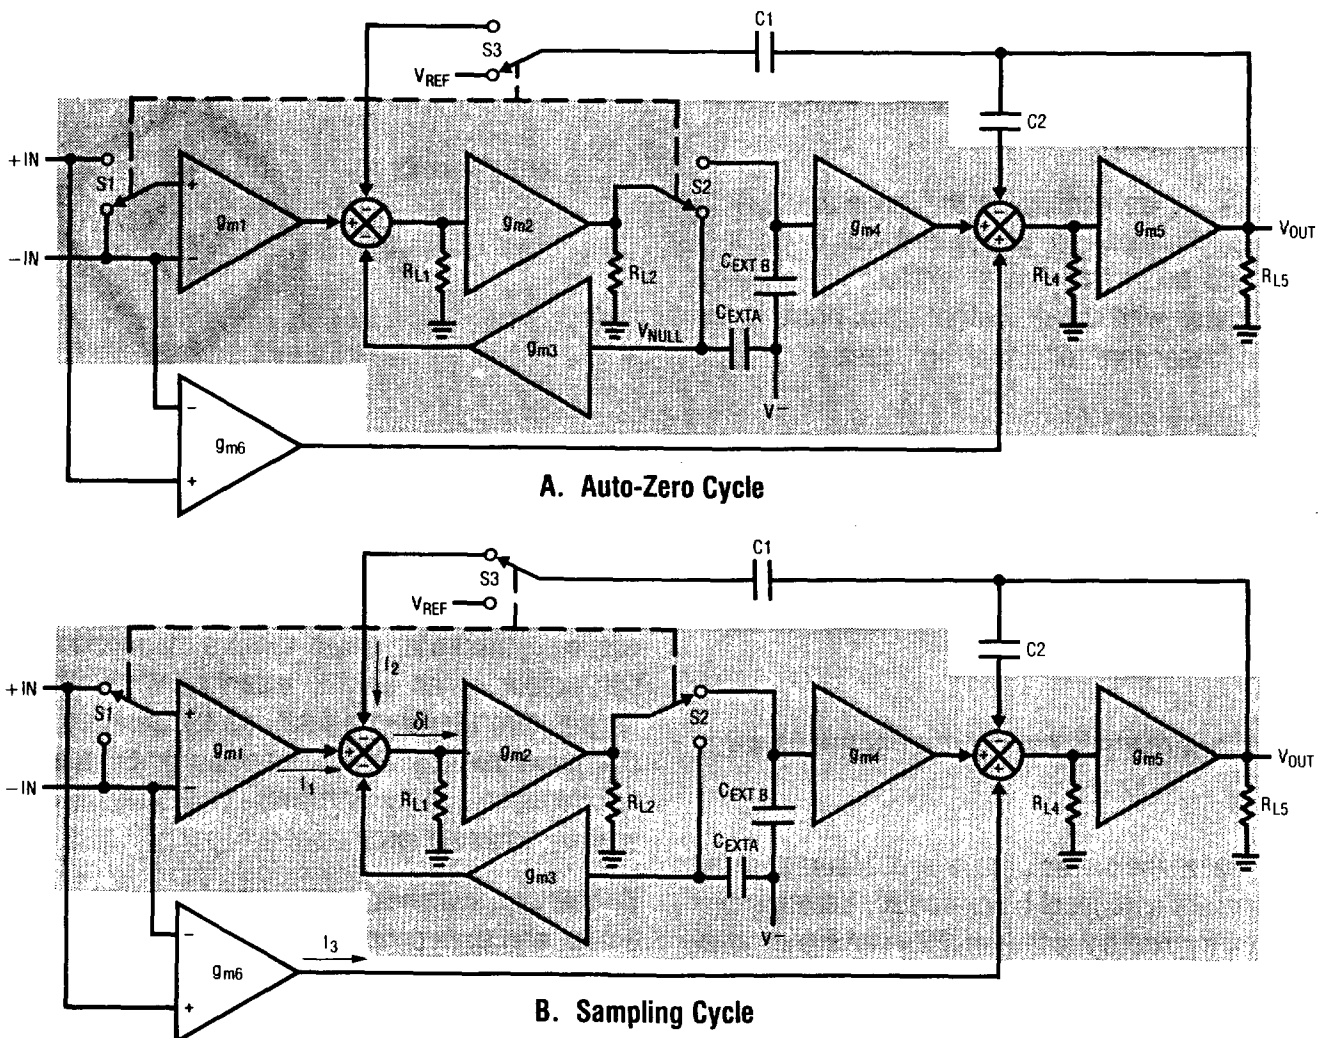 C1
S3
VREF
C2
+ IN
S1
+
gm1
–
– IN
–
+
–
gm2
RL1
RL2
S2
CEXT B
CEXTA
VNULL
gm3
V–
gm4
–
+
+
RL4
gm5
VOUT
RL5
–
gm6
+
A. Auto-Zero Cycle
C1
S3
VREF
C2
I2
+ IN
S1
+
gm1
–
– IN
I1
–
+
–
δI
–
gm2
RL1
RL2
S2
CEXT B
CEXTA
gm3
V–
gm4
–
+
+
RL4
gm5
VOUT
RL5
–
gm6
+
I3
B. Sampling Cycle